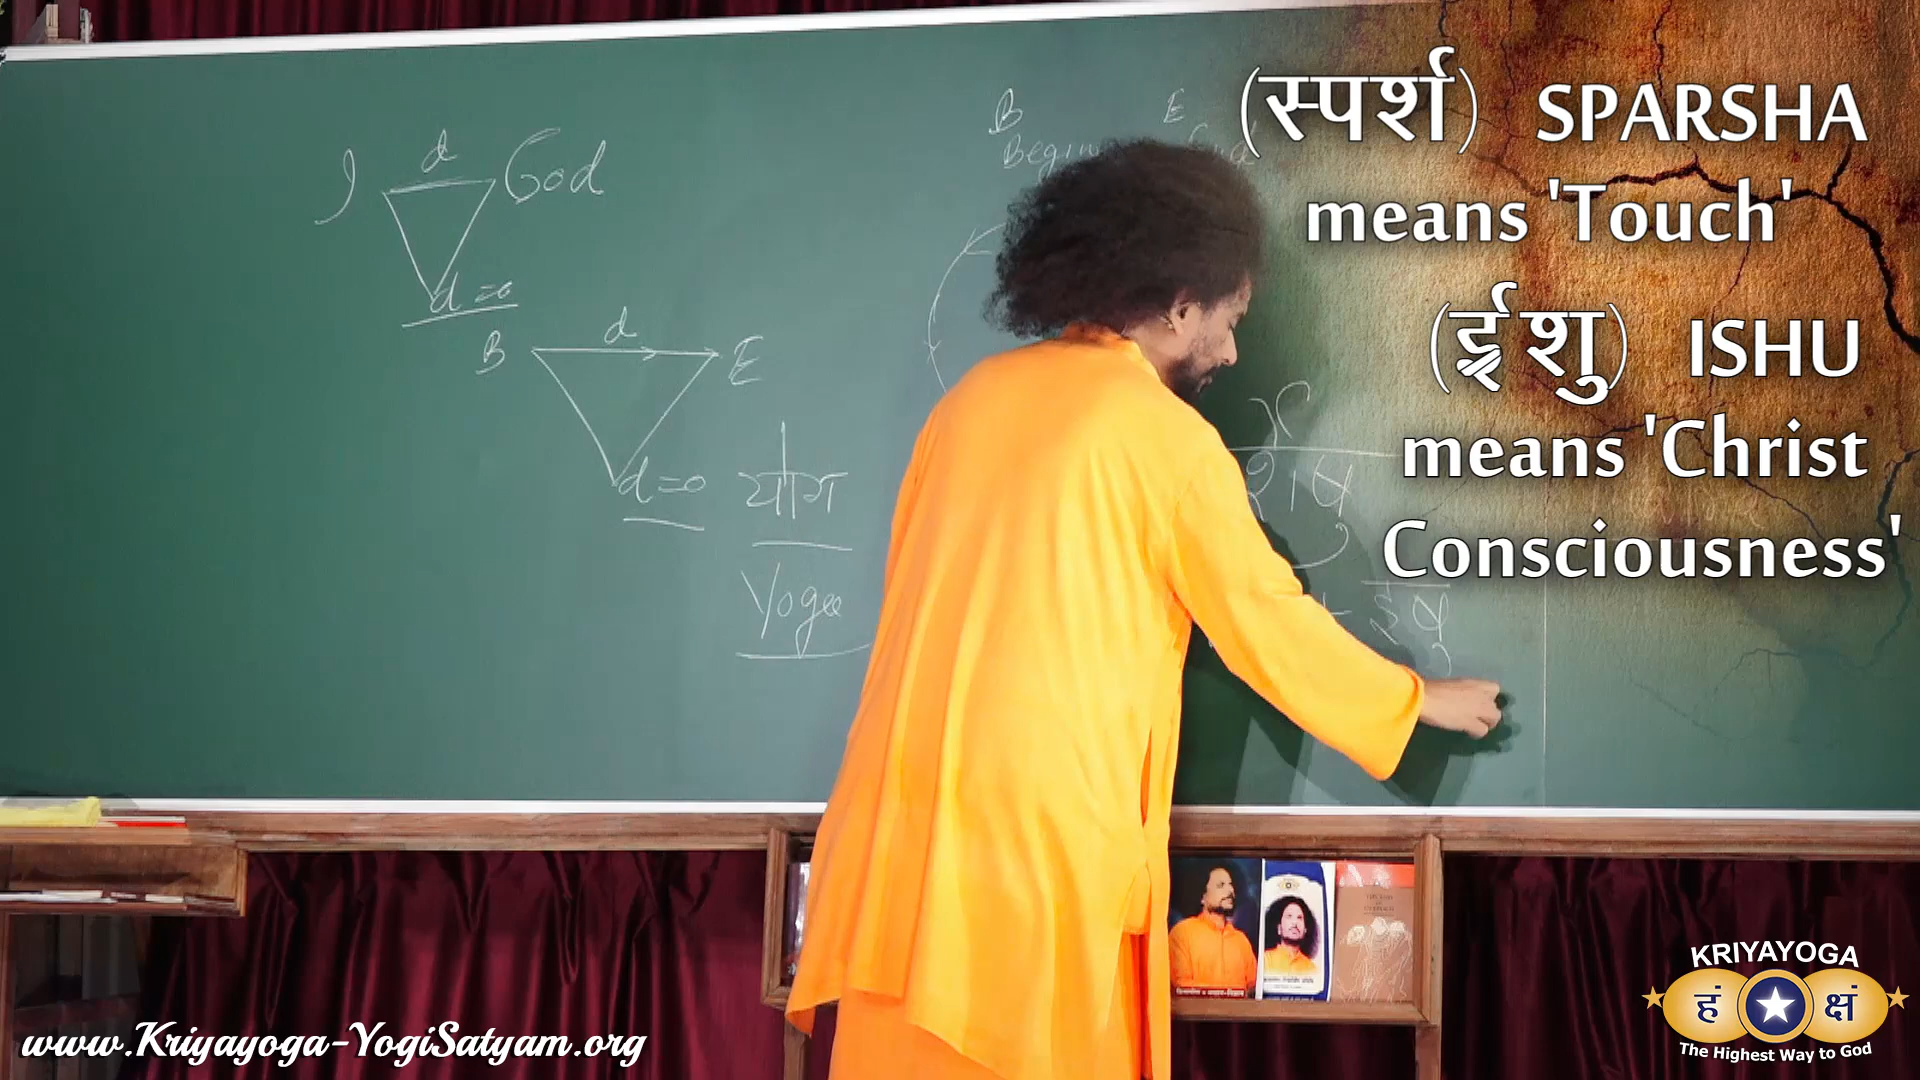 (स्पर्श) SPARSHA
means 'Touch'
(ईशु) ISHU
means 'Christ
Consciousness'
I d God
d=0
B d E
d=0
योग
Yoga
B E
Begin End
KRIYAYOGA
हं क्षं
The Highest Way to God
www.Kriyayoga-YogiSatyam.org